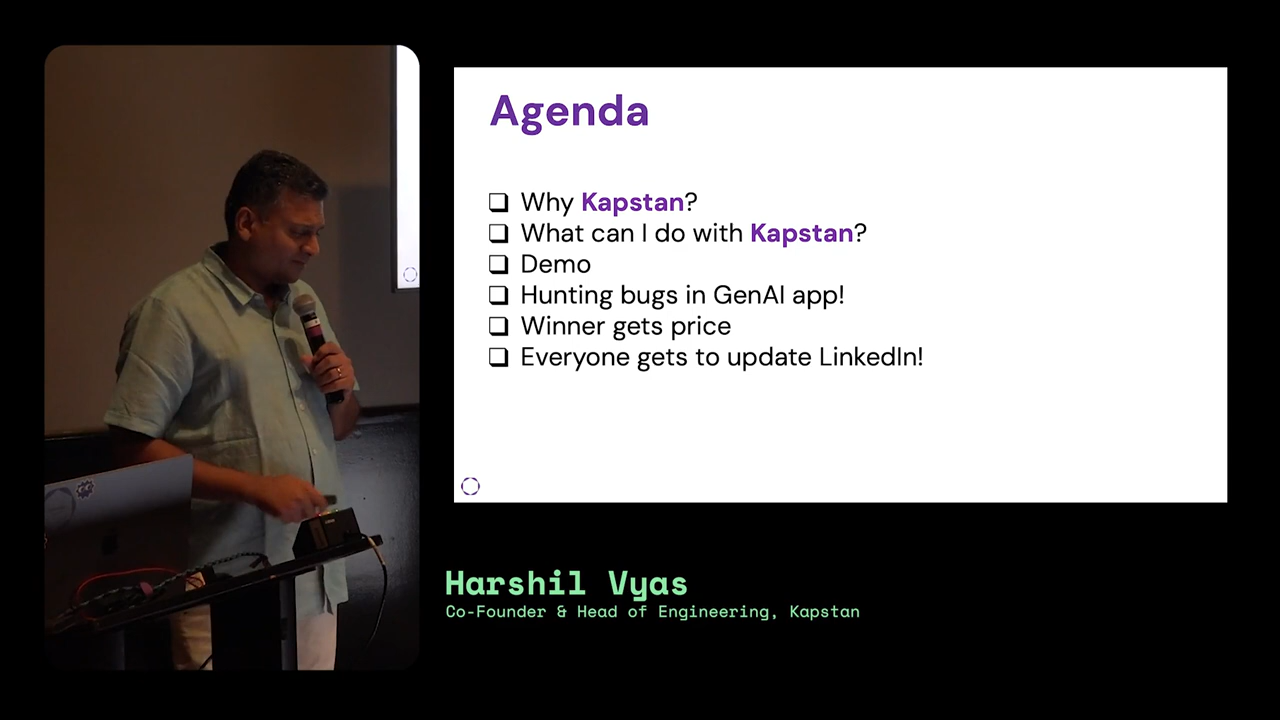 Agenda
❏ Why Kapstan?
❏ What can I do with Kapstan?
❏ Demo
❏ Hunting bugs in GenAI app!
❏ Winner gets price
❏ Everyone gets to update LinkedIn!
Harshil Vyas
Co-Founder & Head of Engineering, Kapstan